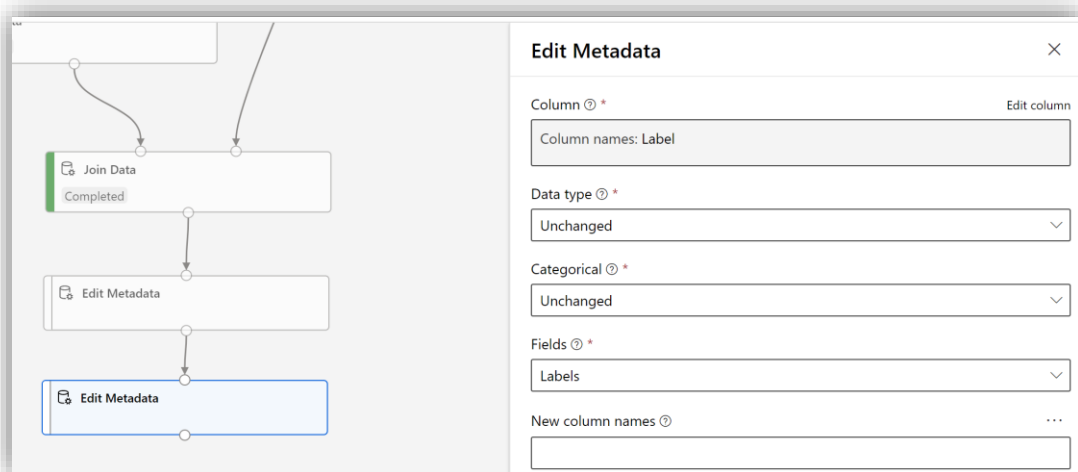 Join Data
Completed
Edit Metadata
Edit Metadata
Edit Metadata
Column *
Edit column
Column names: Label
Data type *
Unchanged
Categorical *
Unchanged
Fields *
Labels
New column names